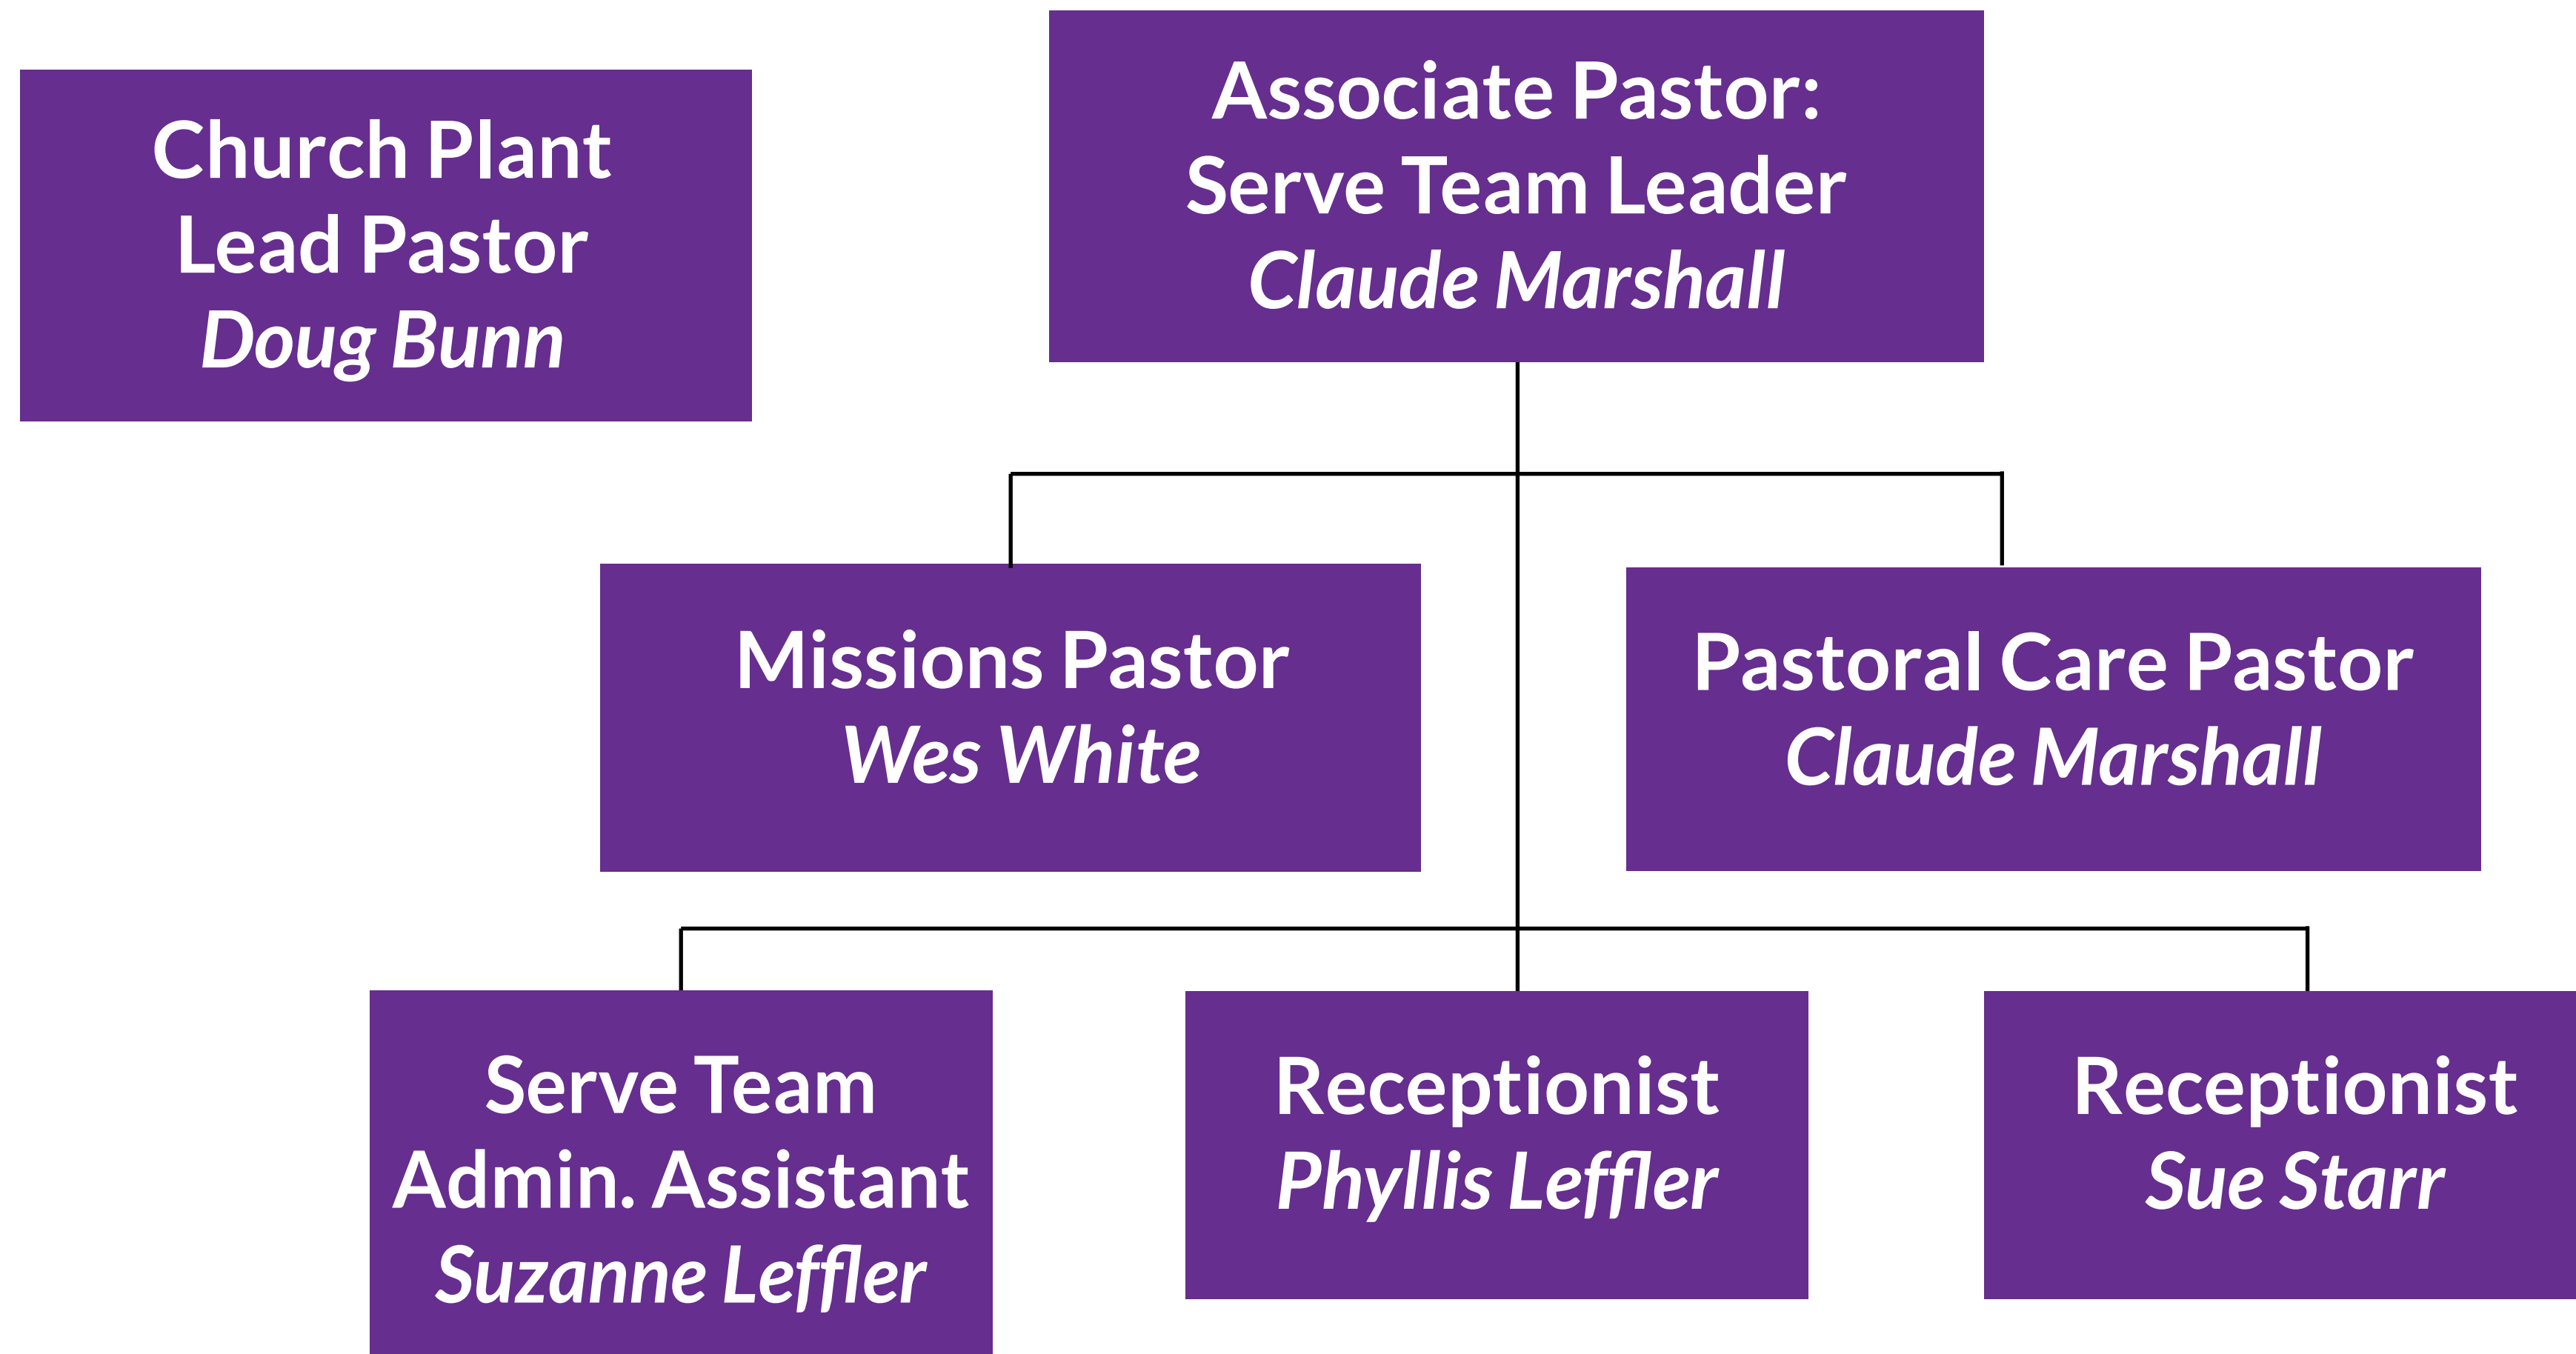 Church Plant
Lead Pastor
Doug Bunn
Associate Pastor:
Serve Team Leader
Claude Marshall
Missions Pastor
Wes White
Pastoral Care Pastor
Claude Marshall
Serve Team
Admin. Assistant
Suzanne Leffler
Receptionist
Phyllis Leffler
Receptionist
Sue Starr